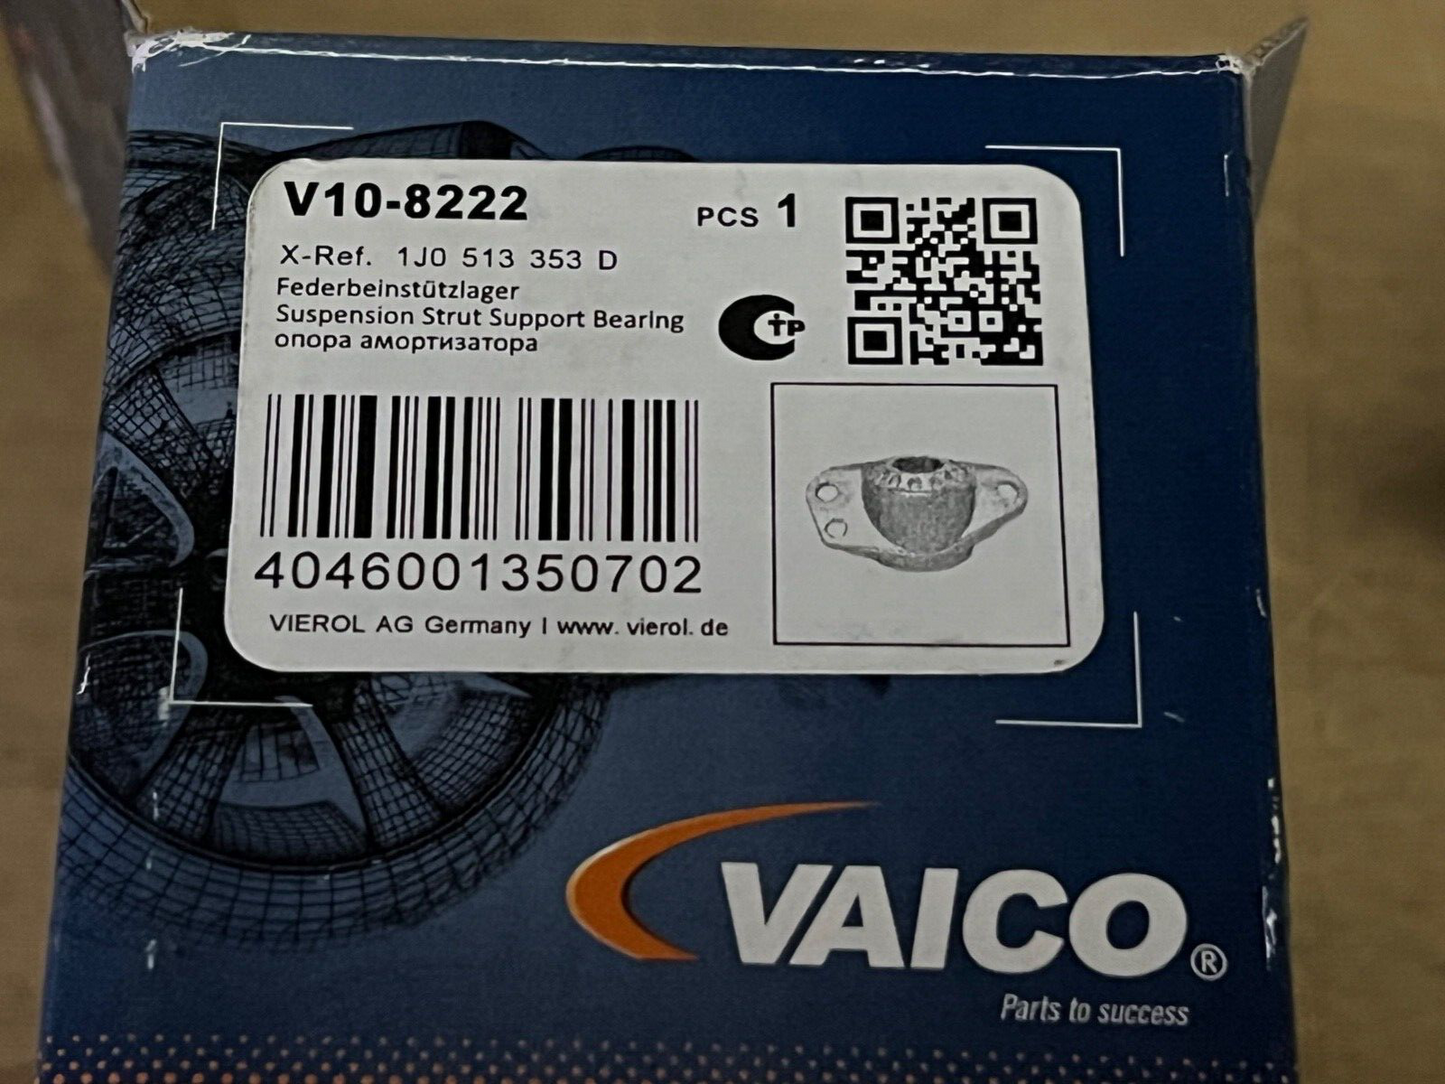 V10-8222
PCS 1
X-Ref. 1J0 513 353 D
Federbeinstützlager
Suspension Strut Support Bearing
опора амортизатора
4046001350702
VIEROL AG Germany | www.vierol.de
VAICO®
Parts to success